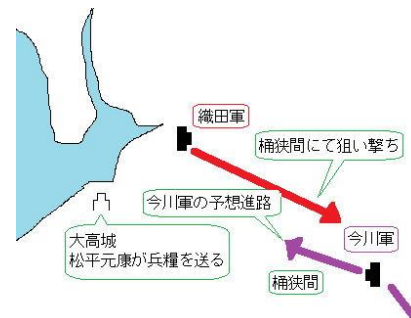 織田軍
桶狭間にて狙い撃ち
今川軍の予想進路
今川軍
大高城
松平元康が兵糧を送る
桶狭間